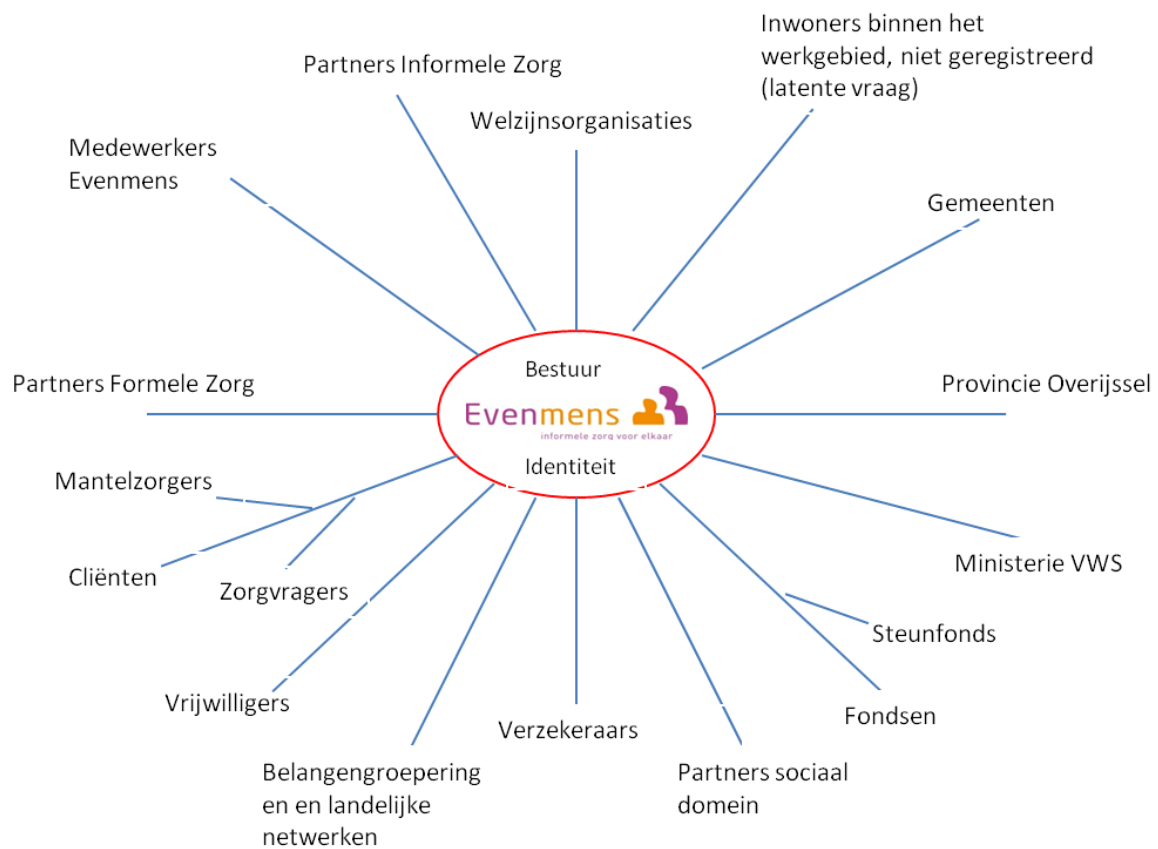 Inwoners binnen het
werkgebied, niet geregistreerd
(latente vraag)
Partners Informele Zorg
Welzijnsorganisaties
Medewerkers
Evenmens
Gemeenten
Bestuur
Partners Formele Zorg
Provincie Overijssel
Evenmens
informele zorg voor elkaar
Identiteit
Mantelzorgers
Cliënten
Zorgvragers
Ministerie VWS
Steunfonds
Vrijwilligers
Fondsen
Verzekeraars
Belangengroepering
en en landelijke
netwerken
Partners sociaal
domein